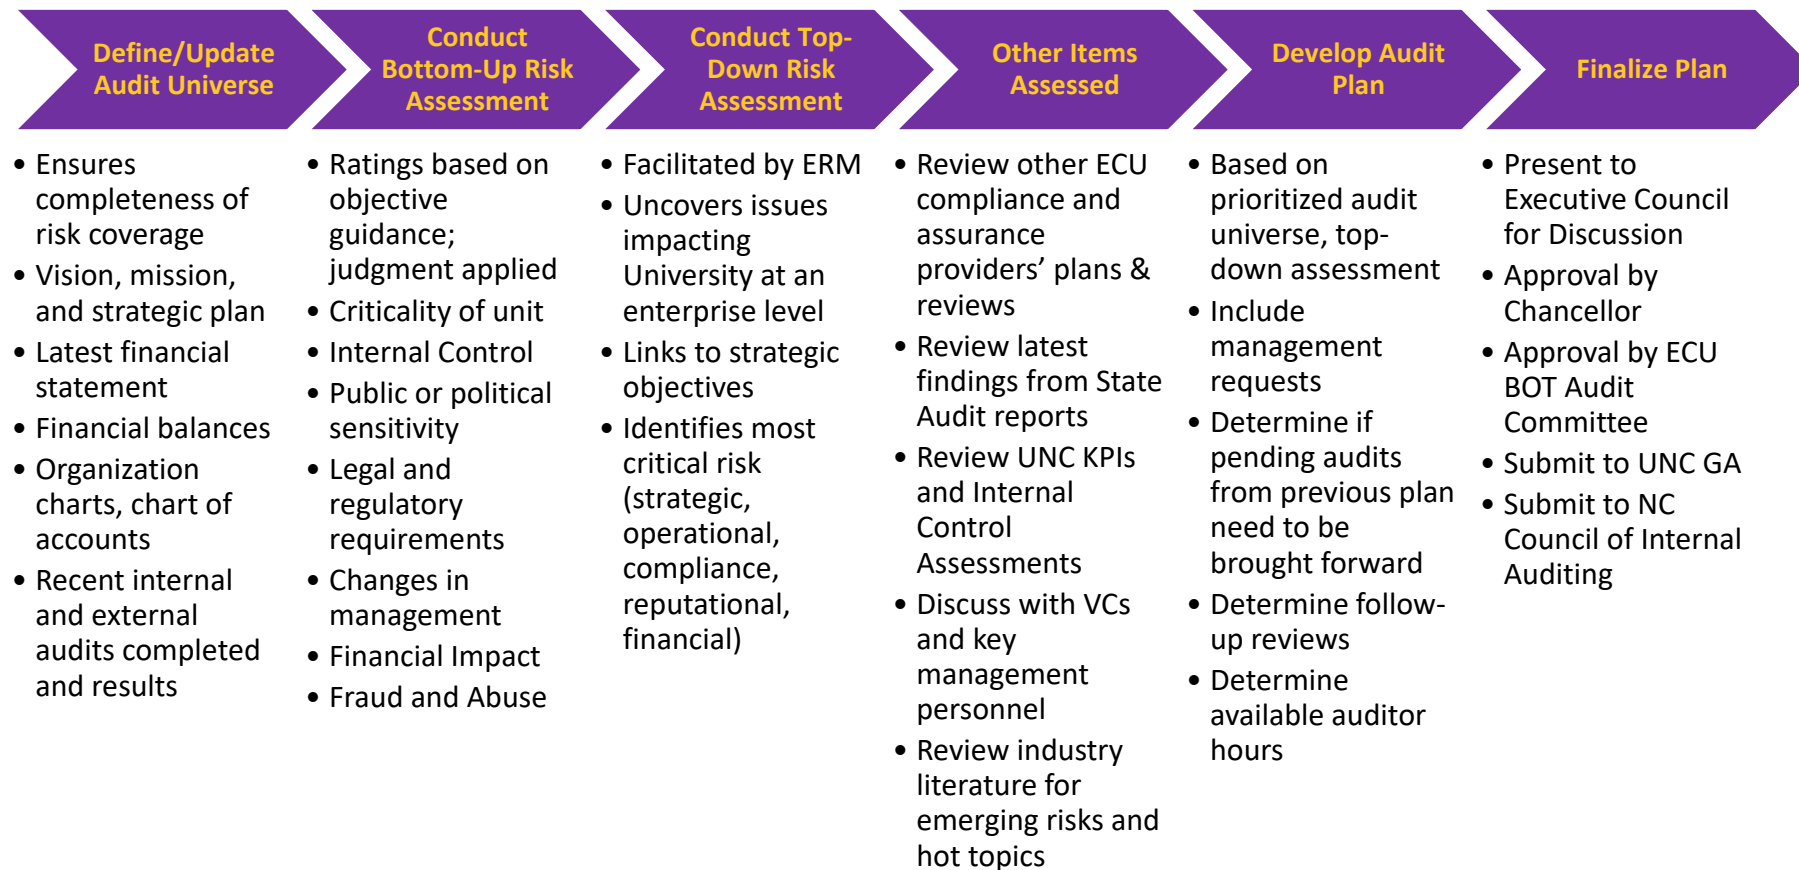 Define/Update
Audit Universe
• Ensures
completeness of
risk coverage
• Vision, mission,
and strategic plan
• Latest financial
statement
• Financial balances
• Organization
charts, chart of
accounts
• Recent internal
and external
audits completed
and results
Conduct
Bottom-Up Risk
Assessment
• Ratings based on
objective
guidance;
judgment applied
• Criticality of unit
• Internal Control
• Public or political
sensitivity
• Legal and
regulatory
requirements
• Changes in
management
• Financial Impact
• Fraud and Abuse
Conduct Top-
Down Risk
Assessment
• Facilitated by ERM
• Uncovers issues
impacting
University at an
enterprise level
• Links to strategic
objectives
• Identifies most
critical risk
(strategic,
operational,
compliance,
reputational,
financial)
Other Items
Assessed
• Review other ECU
compliance and
assurance
providers’ plans &
reviews
• Review latest
findings from State
Audit reports
• Review UNC KPIs
and Internal
Control
Assessments
• Discuss with VCs
and key
management
personnel
• Review industry
literature for
emerging risks and
hot topics
Develop Audit
Plan
• Based on
prioritized audit
universe, top-
down assessment
• Include
management
requests
• Determine if
pending audits
from previous plan
need to be
brought forward
• Determine follow-
up reviews
• Determine
available auditor
hours
Finalize Plan
• Present to
Executive Council
for Discussion
• Approval by
Chancellor
• Approval by ECU
BOT Audit
Committee
• Submit to UNC GA
• Submit to NC
Council of Internal
Auditing